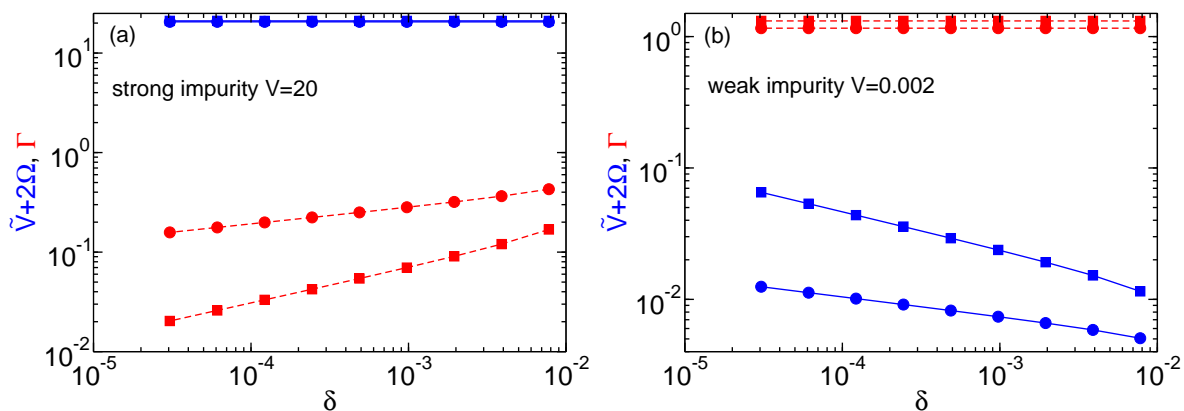 (a)
strong impurity V=20
10¹
10⁰
10⁻¹
10⁻²
Ṽ+2Ω, Γ
10⁻⁵
10⁻⁴
10⁻³
10⁻²
δ
(b)
weak impurity V=0.002
10⁰
10⁻¹
10⁻²
Ṽ+2Ω, Γ
10⁻⁵
10⁻⁴
10⁻³
10⁻²
δ